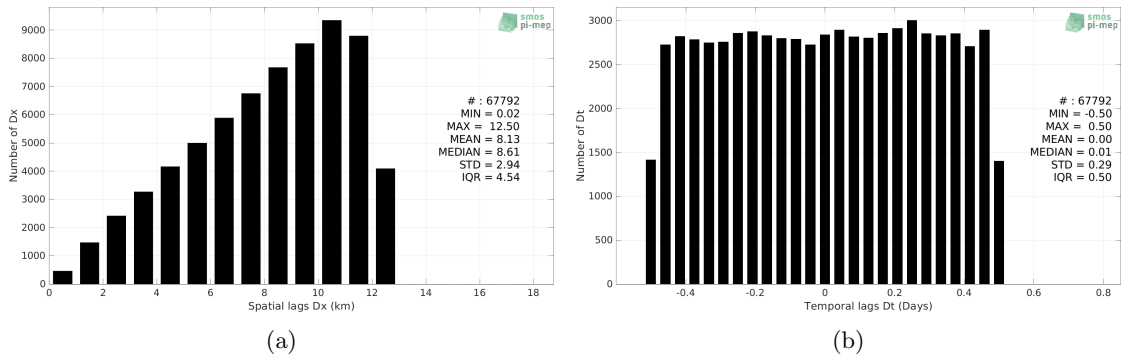 smos
pi-mep
9000
8000
7000
6000
5000
4000
3000
2000
1000
0
Number of Dx
# : 67792
MIN = 0.02
MAX = 12.50
MEAN = 8.13
MEDIAN = 8.61
STD = 2.94
IQR = 4.54
0 2 4 6 8 10 12 14 16 18
Spatial lags Dx (km)
(a)
smos
pi-mep
3000
2500
2000
1500
1000
500
0
Number of Dt
# : 67792
MIN = -0.50
MAX = 0.50
MEAN = 0.00
MEDIAN = 0.01
STD = 0.29
IQR = 0.50
-0.4 -0.2 0 0.2 0.4 0.6 0.8
Temporal lags Dt (Days)
(b)